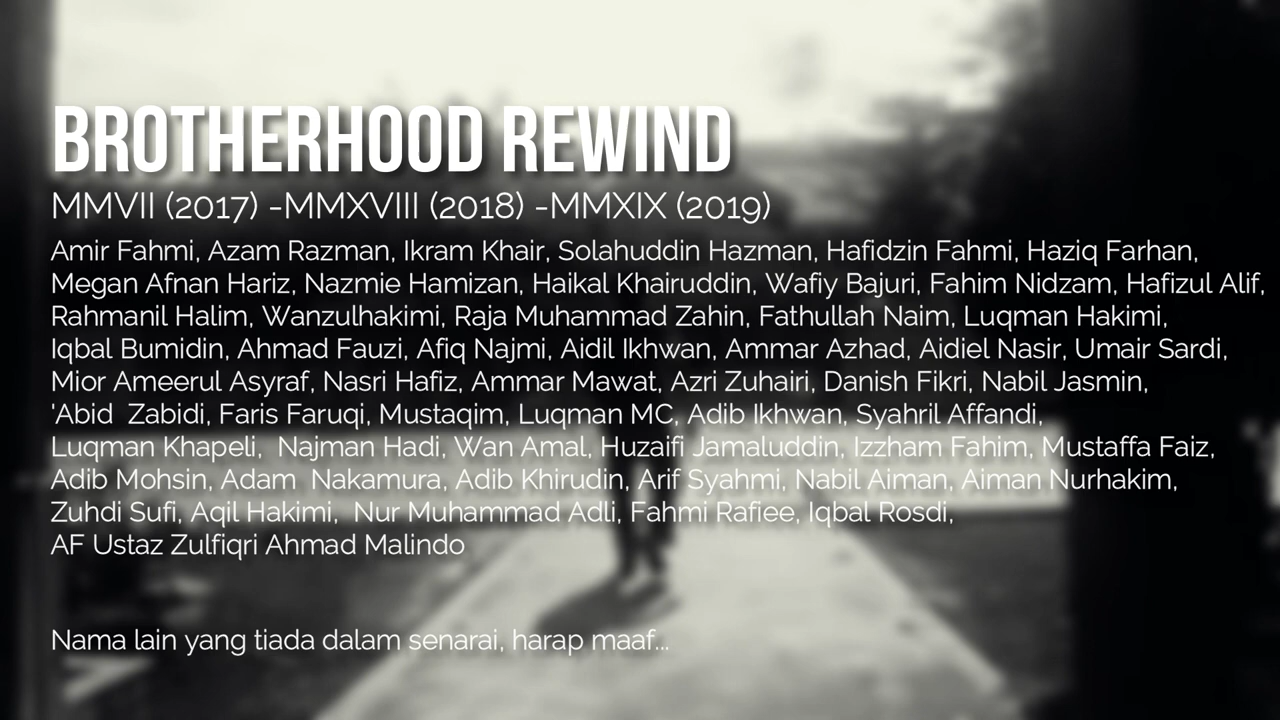 BROTHERHOOD REWIND
MMVII (2017) -MMXVIII (2018) -MMXIX (2019)
Amir Fahmi, Azam Razman, Ikram Khair, Solahuddin Hazman, Hafidzin Fahmi, Haziq Farhan,
Megan Afnan Hariz, Nazmie Hamizan, Haikal Khairuddin, Wafiy Bajuri, Fahim Nidzam, Hafizul Alif,
Rahmanil Halim, Wanzulhakimi, Raja Muhammad Zahin, Fathullah Naim, Luqman Hakimi,
Iqbal Bumidin, Ahmad Fauzi, Afiq Najmi, Aidil Ikhwan, Ammar Azhad, Aidiel Nasir, Umair Sardi,
Mior Ameerul Asyraf, Nasri Hafiz, Ammar Mawat, Azri Zuhairi, Danish Fikri, Nabil Jasmin,
'Abid  Zabidi, Faris Faruqi, Mustaqim, Luqman MC, Adib Ikhwan, Syahril Affandi,
Luqman Khapeli,  Najman Hadi, Wan Amal, Huzaifi Jamaluddin, Izzham Fahim, Mustaffa Faiz,
Adib Mohsin, Adam  Nakamura, Adib Khirudin, Arif Syahmi, Nabil Aiman, Aiman Nurhakim,
Zuhdi Sufi, Aqil Hakimi,  Nur Muhammad Adli, Fahmi Rafiee, Iqbal Rosdi,
AF Ustaz Zulfiqri Ahmad Malindo
Nama lain yang tiada dalam senarai, harap maaf...